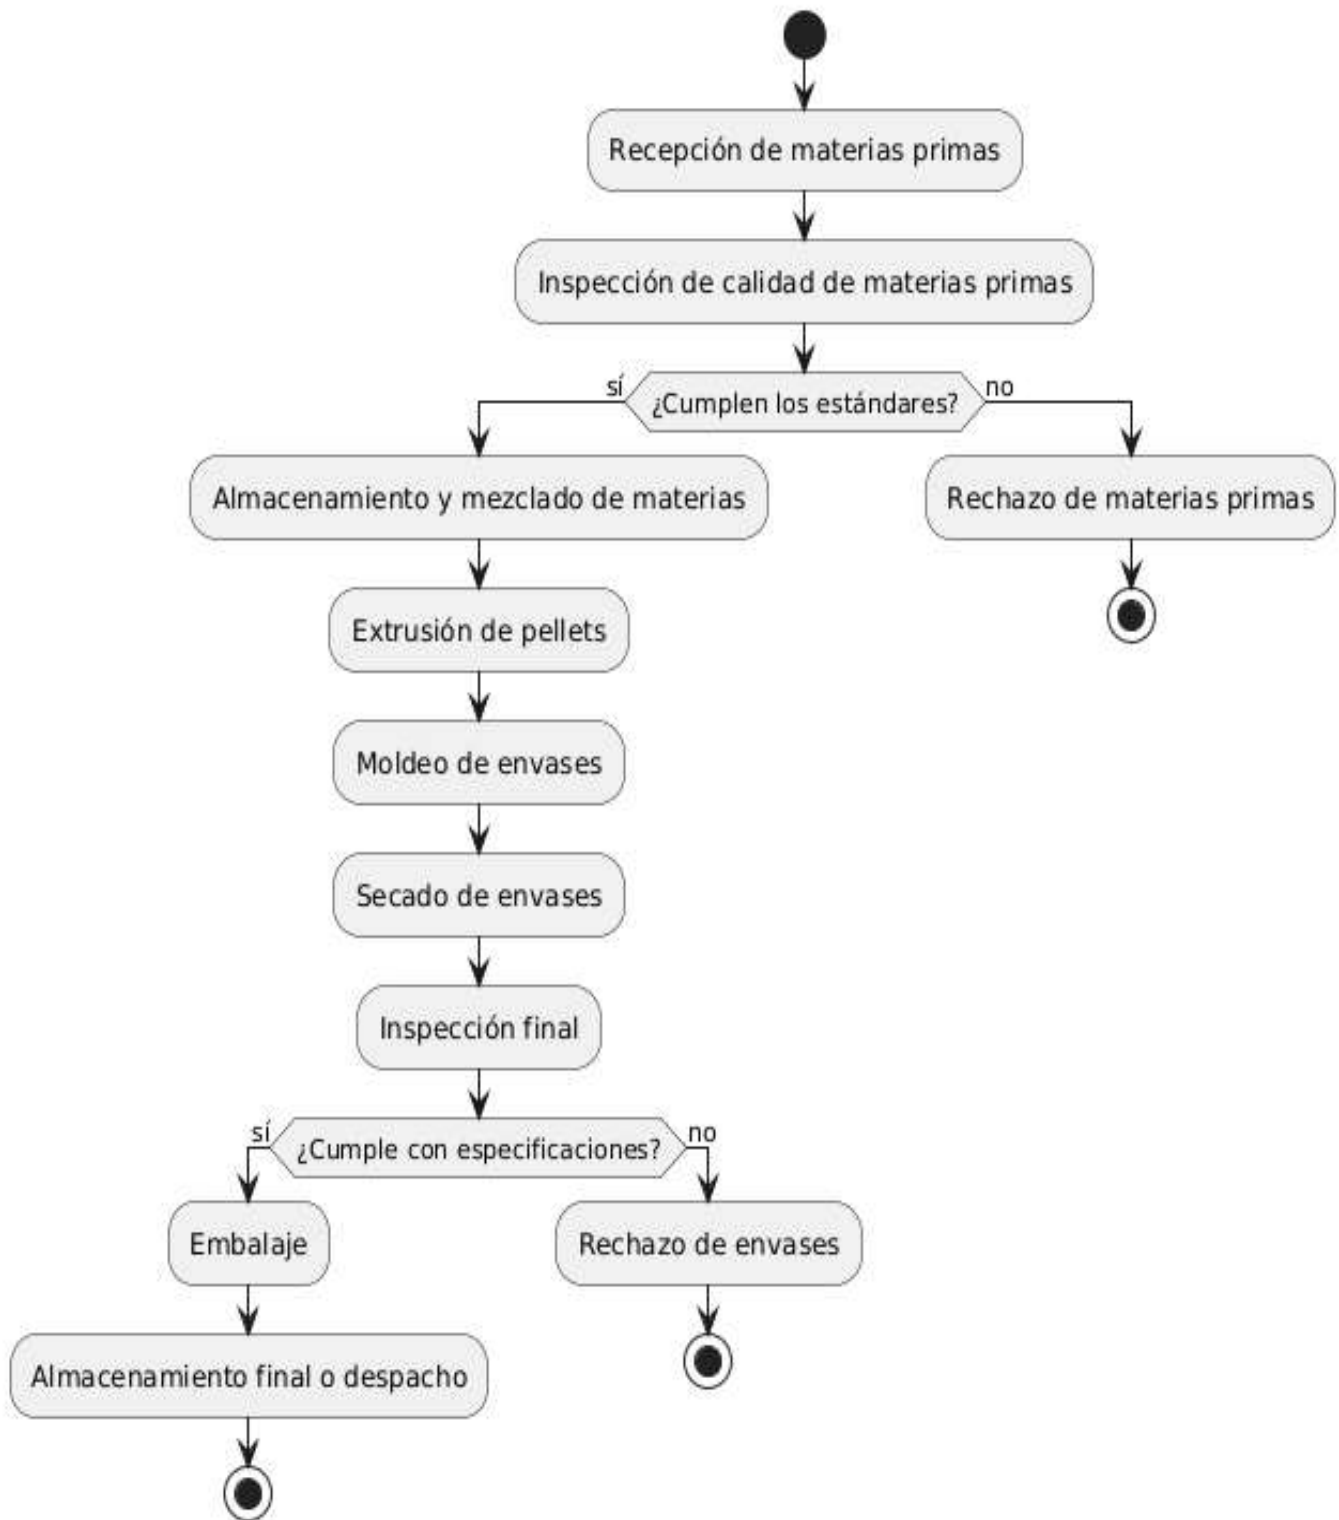 Recepción de materias primas
Inspección de calidad de materias primas
sí
¿Cumplen los estándares?
no
Almacenamiento y mezclado de materias
Rechazo de materias primas
Extrusión de pellets
Moldeo de envases
Secado de envases
Inspección final
sí
¿Cumple con especificaciones?
no
Embalaje
Rechazo de envases
Almacenamiento final o despacho